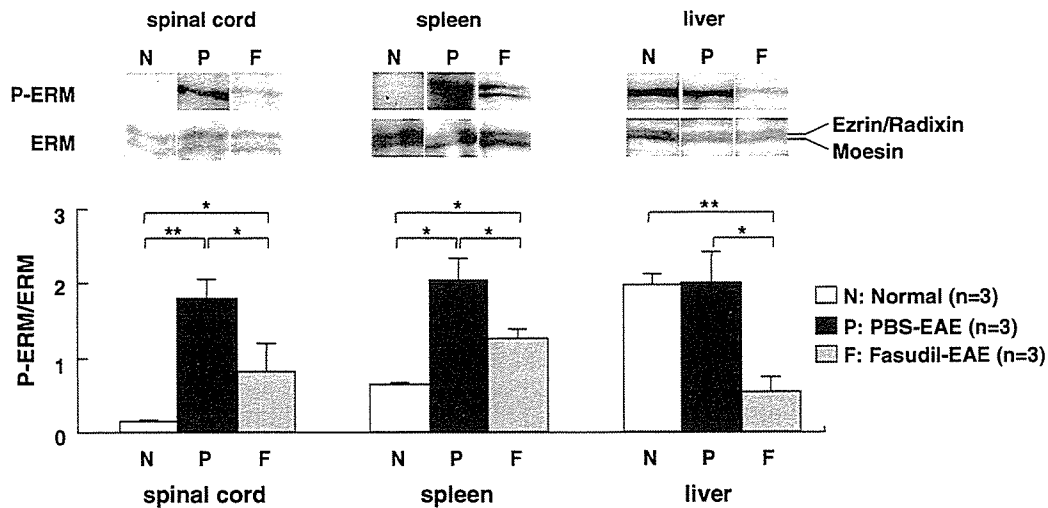 spinal cord
spleen
liver
N P F
N P F
N P F
P-ERM
ERM
Ezrin/Radixin
Moesin
P-ERM/ERM
3
2
1
0
*
** *
*
* *
**
*
N: Normal (n=3)
P: PBS-EAE (n=3)
F: Fasudil-EAE (n=3)
N P F
N P F
N P F
spinal cord
spleen
liver